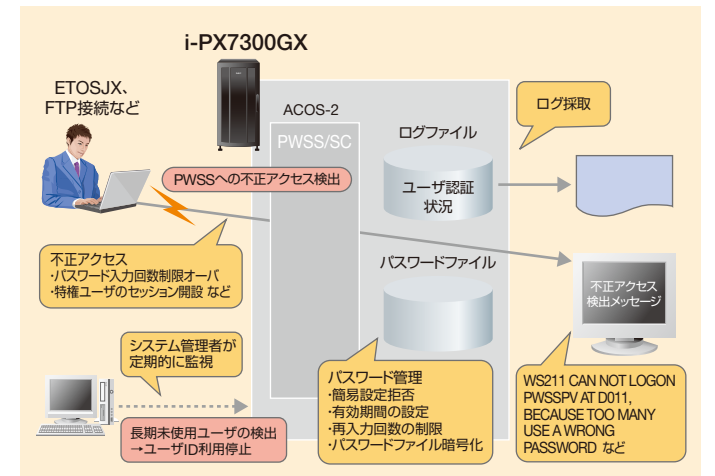 i-PX7300GX
ETOSJX、
FTP接続など
ACOS-2
PWSS/SC
ログファイル
ログ採取
ユーザ認証
状況
PWSSへの不正アクセス検出
不正アクセス
・パスワード入力回数制限オーバ
・特権ユーザのセッション開設 など
パスワードファイル
不正アクセス
検出メッセージ
システム管理者が
定期的に監視
長期未使用ユーザの検出
→ユーザID利用停止
パスワード管理
・簡易設定拒否
・有効期間の設定
・再入力回数の制限
・パスワードファイル暗号化
WS211 CAN NOT LOGON
PWSSPV AT D011,
BECAUSE TOO MANY
USE A WRONG
PASSWORD など